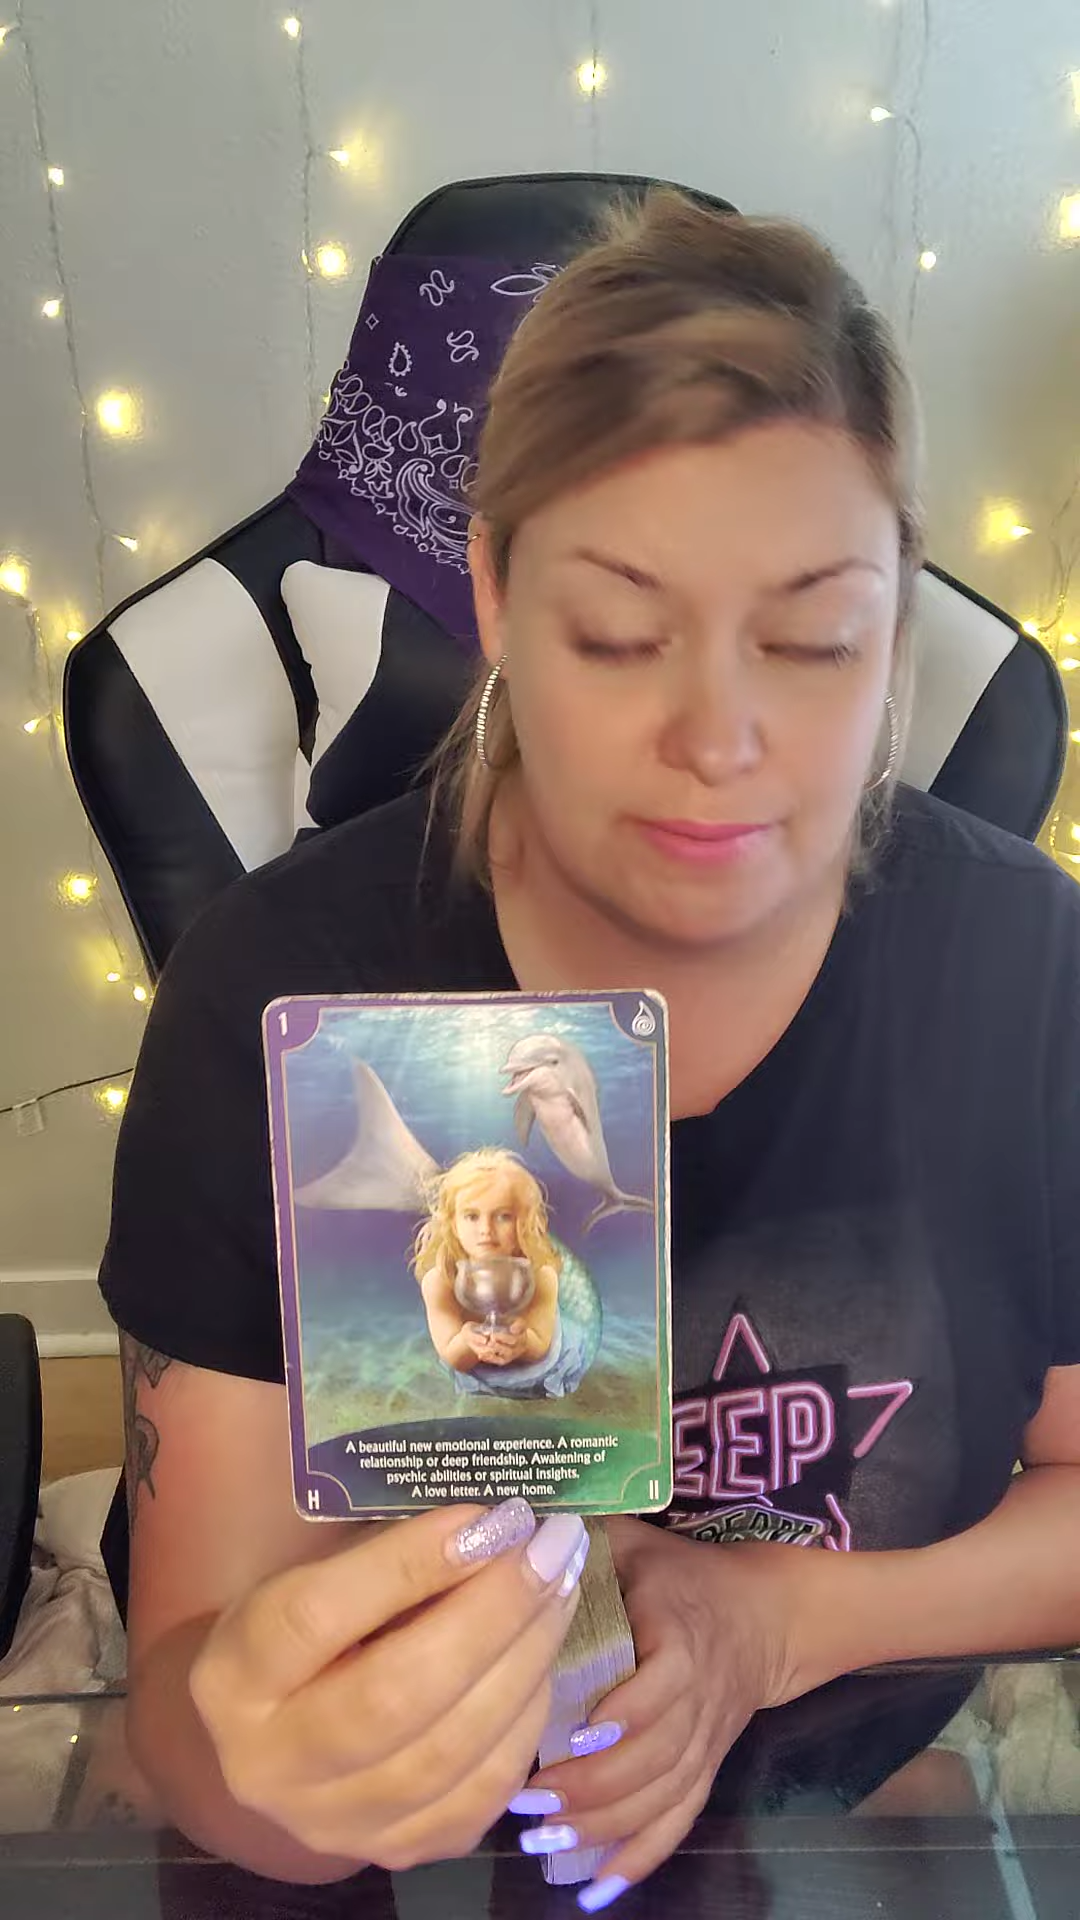 1
A beautiful new emotional experience. A romantic
relationship or deep friendship. Awakening of
psychic abilities or spiritual insights.
A love letter. A new home.
H II